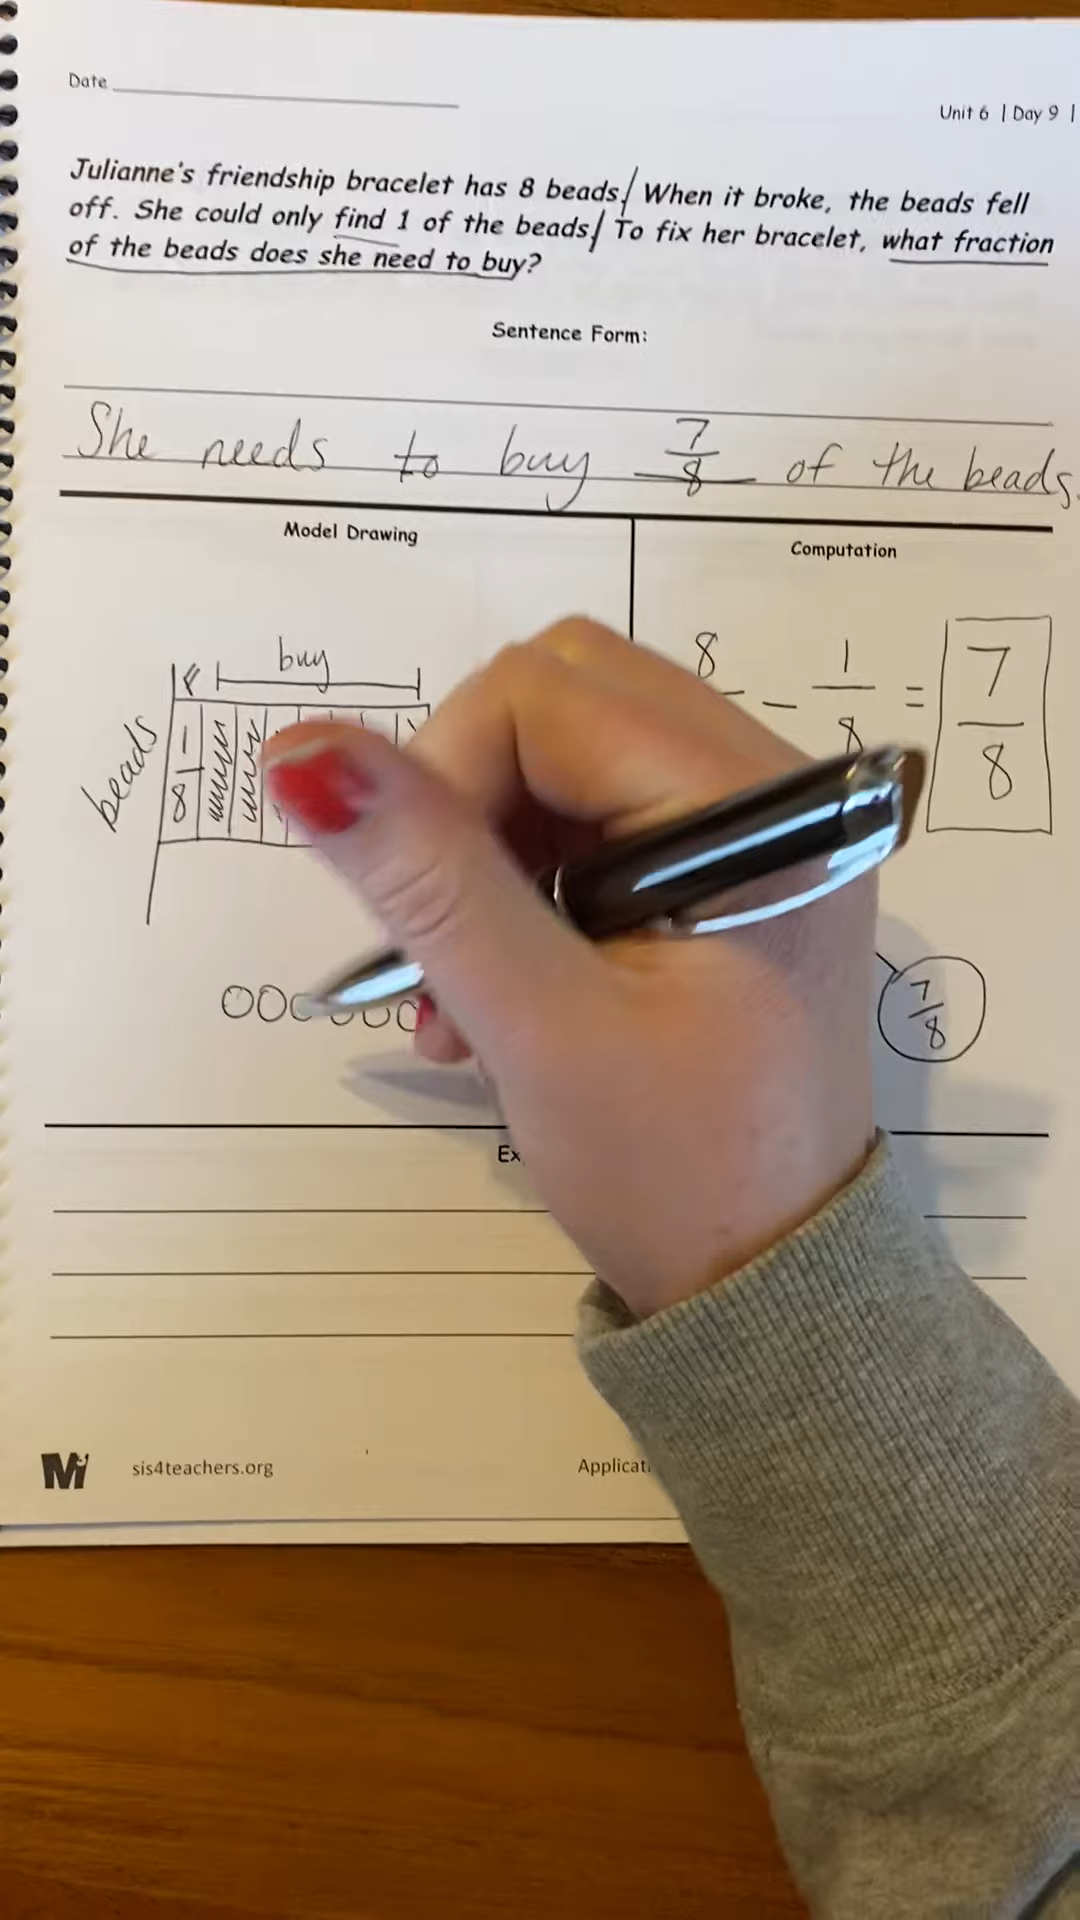 Date
Unit 6 | Day 9 |
Julianne's friendship bracelet has 8 beads. When it broke, the beads fell
off. She could only find 1 of the beads. To fix her bracelet, what fraction
of the beads does she need to buy?
Sentence Form:
She needs to buy 7/8 of the beads.
Model Drawing
Computation
buy
F
beads
1/8
8
- 1/8 = 7/8
7/8
Ex
sis4teachers.org
Applicat